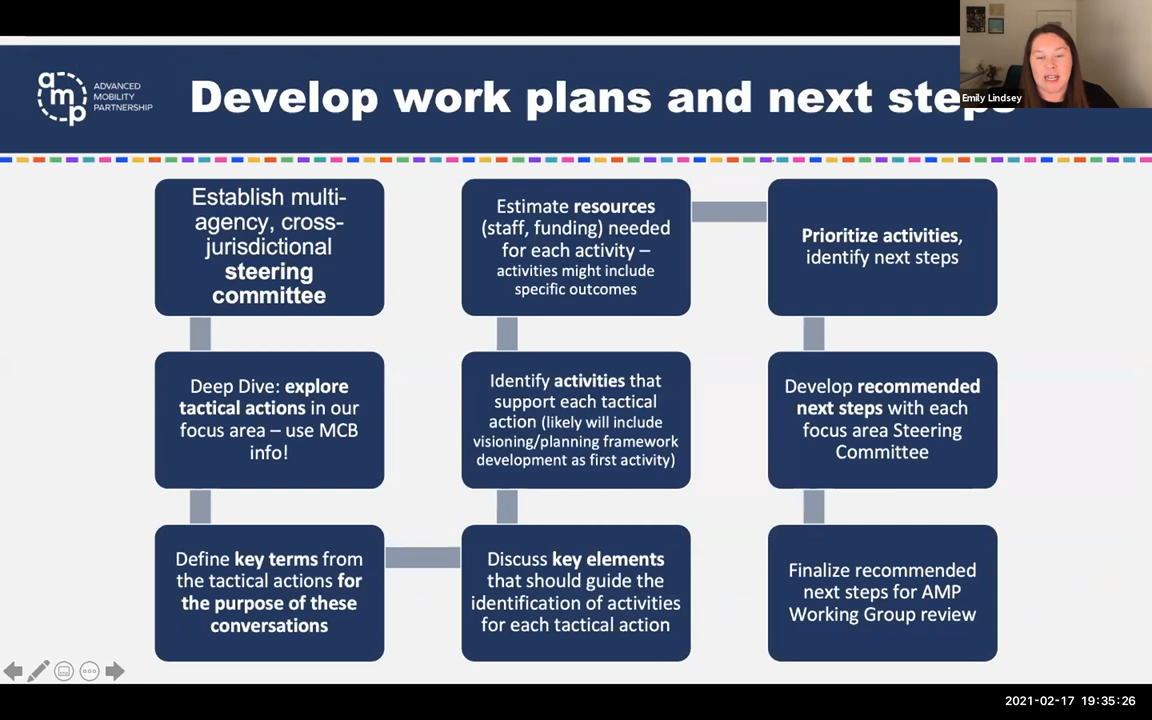 amp
ADVANCED
MOBILITY
PARTNERSHIP
Develop work plans and next steps
Emily Lindsey
Establish multi-
agency, cross-
jurisdictional
steering
committee
Deep Dive: explore
tactical actions in our
focus area – use MCB
info!
Define key terms from
the tactical actions for
the purpose of these
conversations
Discuss key elements
that should guide the
identification of activities
for each tactical action
Identify activities that
support each tactical
action (likely will include
visioning/planning framework
development as first activity)
Estimate resources
(staff, funding) needed
for each activity –
activities might include
specific outcomes
Prioritize activities,
identify next steps
Develop recommended
next steps with each
focus area Steering
Committee
Finalize recommended
next steps for AMP
Working Group review
2021-02-17 19:35:26